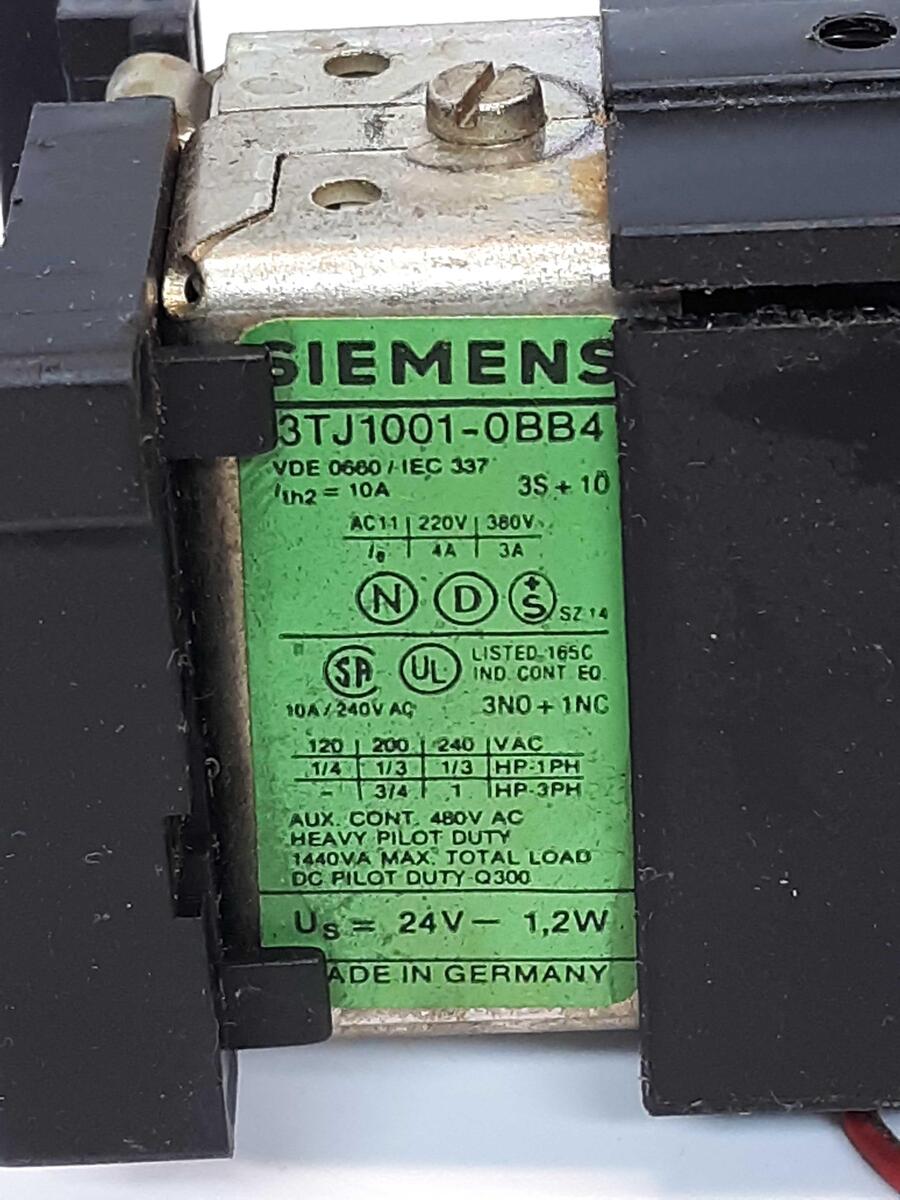 SIEMENS
3TJ1001-0BB4
VDE 0660 / IEC 337
Ith2 = 10A 3S + 1Ö
AC11 220V 380V
Ie 4A 3A
N D +S SZ 14
SA UL LISTED 165C
IND. CONT. EQ.
10A / 240V AC 3NO + 1NC
120 200 240 VAC
1/4 1/3 1/3 HP-1PH
- 3/4 1 HP-3PH
AUX. CONT. 480V AC
HEAVY PILOT DUTY
1440VA MAX. TOTAL LOAD
DC PILOT DUTY-Q300
Us = 24V — 1,2W
MADE IN GERMANY